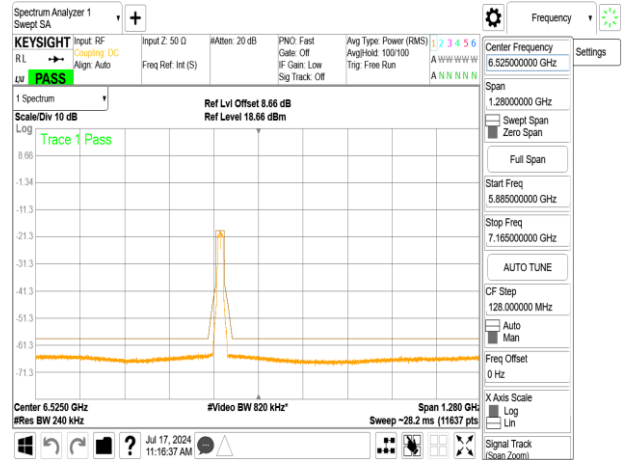 Spectrum Analyzer 1
Swept SA
Frequency
KEYSIGHT
Input: RF
Coupling: DC
Align: Auto
Input Z: 50 Ω
Freq Ref: Int (S)
#Atten: 20 dB
PNO: Fast
Gate: Off
IF Gain: Low
Sig Track: Off
Avg Type: Power (RMS)
Avg|Hold: 100/100
Trig: Free Run
1 2 3 4 5 6
A W W W W W
A N N N N N
R L
LW PASS
Center Frequency
6.525000000 GHz
Settings
Span
1.28000000 GHz
Swept Span
Zero Span
Full Span
Start Freq
5.885000000 GHz
Stop Freq
7.165000000 GHz
AUTO TUNE
CF Step
128.000000 MHz
Auto
Man
Freq Offset
0 Hz
X Axis Scale
Log
Lin
Signal Track
(Span Zoom)
1 Spectrum
Scale/Div 10 dB
Ref Lvl Offset 8.66 dB
Ref Level 18.66 dBm
Log
Trace 1 Pass
8.66
-1.34
-11.3
-21.3
-31.3
-41.3
-51.3
-61.3
-71.3
Center 6.5250 GHz
#Res BW 240 kHz
#Video BW 820 kHz*
Span 1.280 GHz
Sweep ~28.2 ms (11637 pts
?
Jul 17, 2024
11:16:37 AM